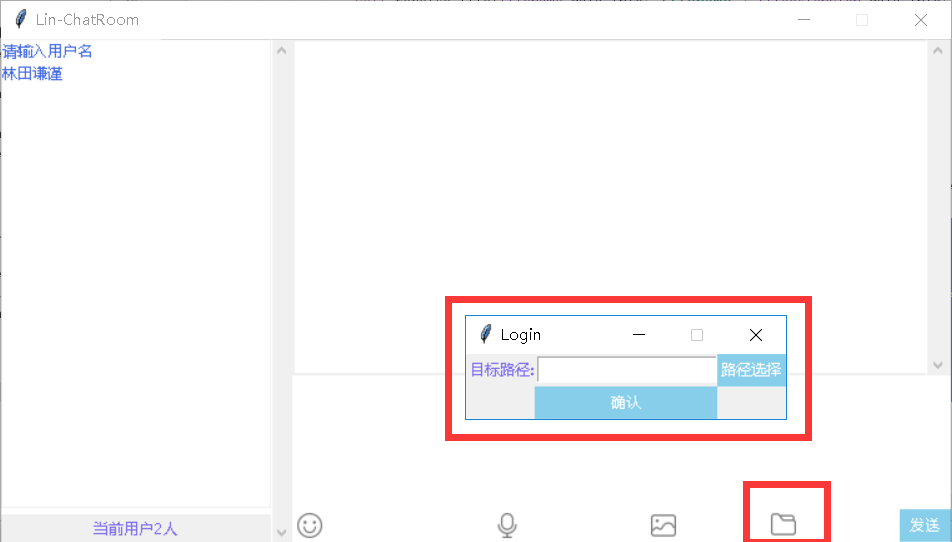 Lin-ChatRoom
请输入用户名
林田谦谨
Login
目标路径:
路径选择
确认
当前用户2人
发送